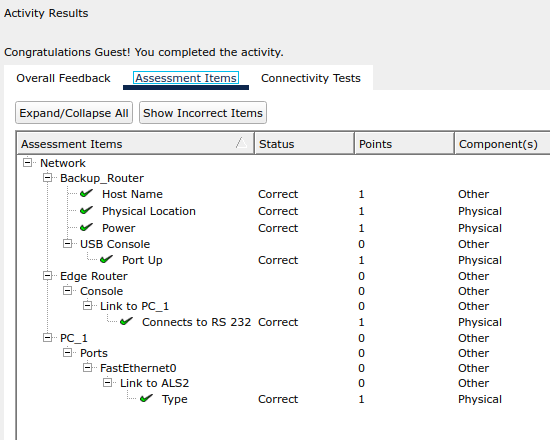 Activity Results
Congratulations Guest! You completed the activity.
Overall Feedback Assessment Items Connectivity Tests
Expand/Collapse All Show Incorrect Items
Assessment Items Status Points Component(s)
Network
Backup_Router
Host Name Correct 1 Other
Physical Location Correct 1 Physical
Power Correct 1 Physical
USB Console 0 Other
Port Up Correct 1 Physical
Edge Router 0 Other
Console 0 Other
Link to PC_1 0 Other
Connects to RS 232 Correct 1 Physical
PC_1 0 Other
Ports 0 Other
FastEthernet0 0 Other
Link to ALS2 0 Other
Type Correct 1 Physical